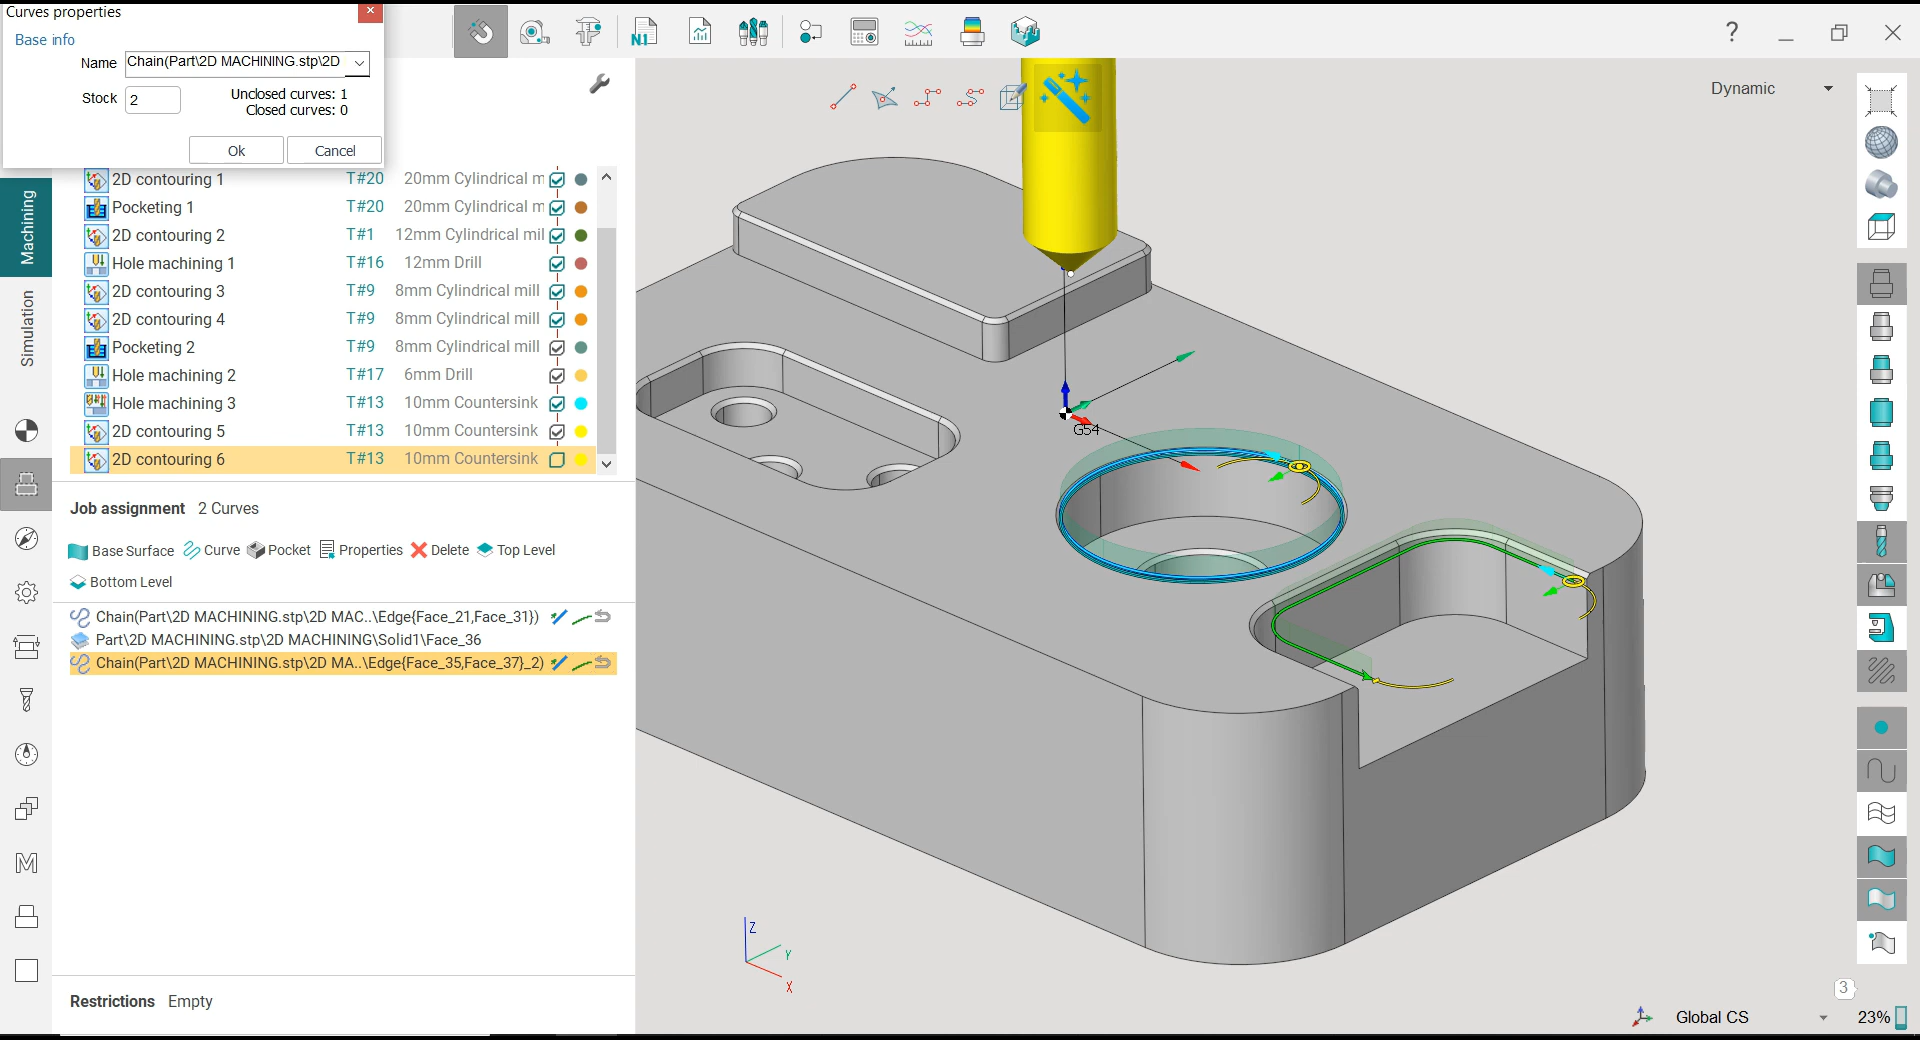 Curves properties
Base info
Name Chain(Part\2D MACHINING.stp\2D
Stock 2
Unclosed curves: 1
Closed curves: 0
Ok Cancel
N1
?
Dynamic
Machining
Simulation
2D contouring 1 T#20 20mm Cylindrical m
Pocketing 1 T#20 20mm Cylindrical m
2D contouring 2 T#1 12mm Cylindrical mil
Hole machining 1 T#16 12mm Drill
2D contouring 3 T#9 8mm Cylindrical mill
2D contouring 4 T#9 8mm Cylindrical mill
Pocketing 2 T#9 8mm Cylindrical mill
Hole machining 2 T#17 6mm Drill
Hole machining 3 T#13 10mm Countersink
2D contouring 5 T#13 10mm Countersink
2D contouring 6 T#13 10mm Countersink
Job assignment 2 Curves
Base Surface Curve Pocket Properties Delete Top Level
Bottom Level
Chain(Part\2D MACHINING.stp\2D MAC..\Edge{Face_21,Face_31})
Part\2D MACHINING.stp\2D MACHINING\Solid1\Face_36
Chain(Part\2D MACHINING.stp\2D MA..\Edge{Face_35,Face_37}_2)
M
Restrictions Empty
G54
Z
Y
X
3
Global CS 23%